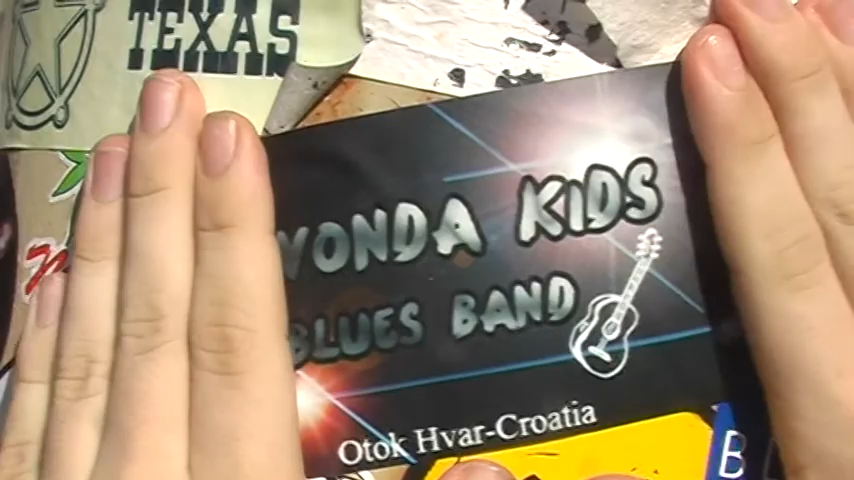 TEXAS
VONDA KIDS
BLUES BAND
Otok Hvar-Croatia
B